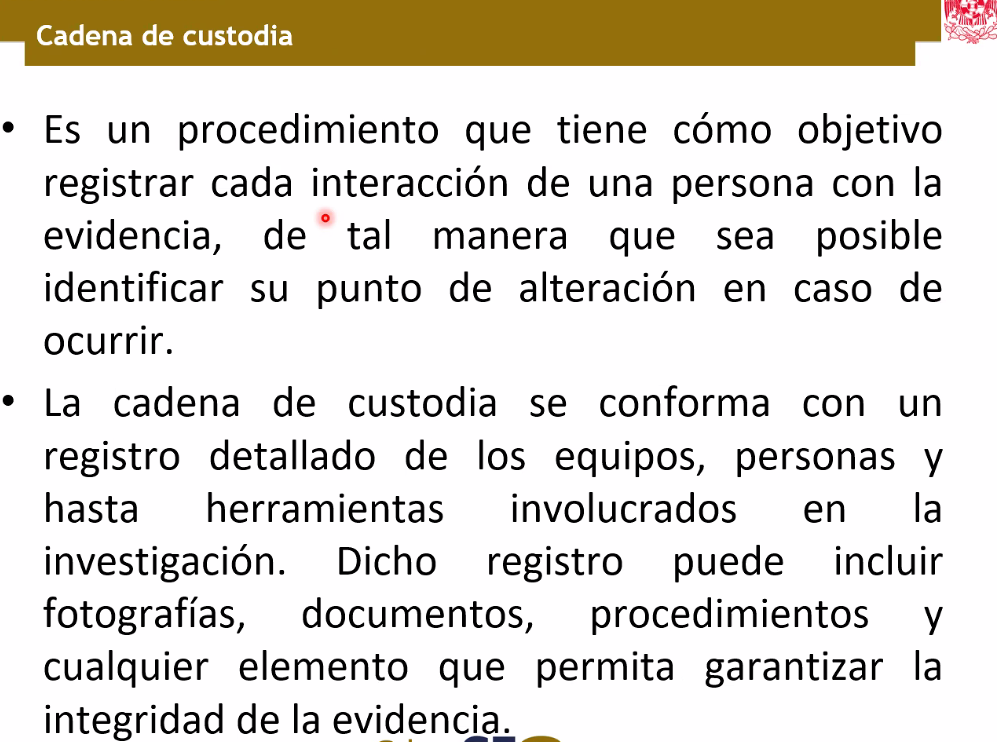 Cadena de custodia
• Es un procedimiento que tiene cómo objetivo
registrar cada interacción de una persona con la
evidencia, de tal manera que sea posible
identificar su punto de alteración en caso de
ocurrir.
• La cadena de custodia se conforma con un
registro detallado de los equipos, personas y
hasta herramientas involucrados en la
investigación. Dicho registro puede incluir
fotografías, documentos, procedimientos y
cualquier elemento que permita garantizar la
integridad de la evidencia.